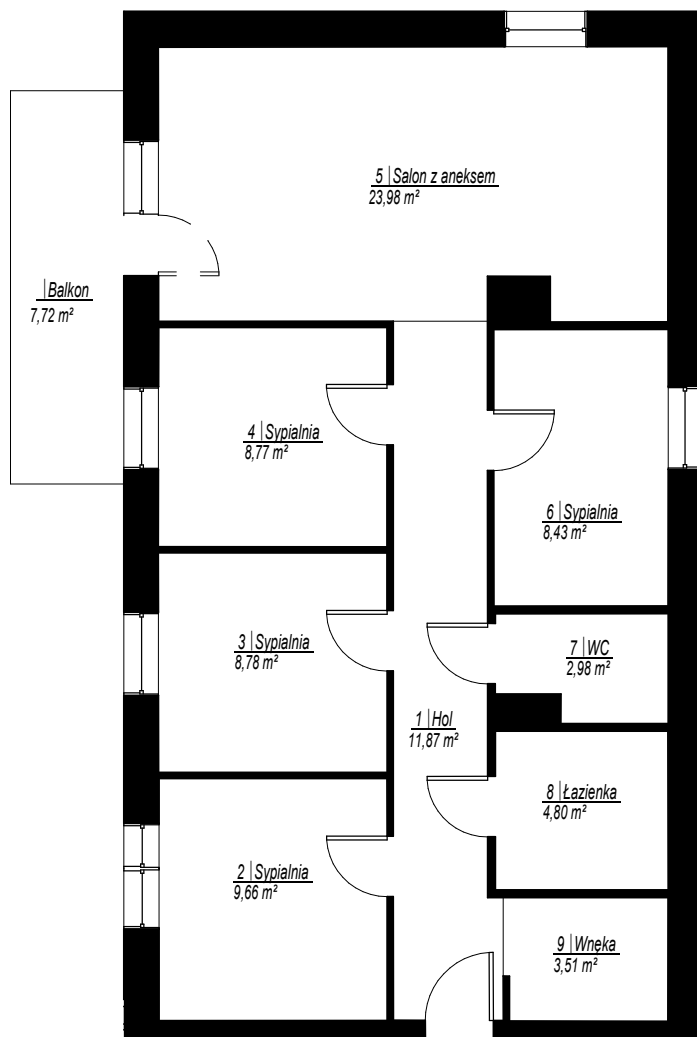 5 | Salon z aneksem
23,98 m²
| Balkon
7,72 m²
4 | Sypialnia
8,77 m²
6 | Sypialnia
8,43 m²
3 | Sypialnia
8,78 m²
7 | WC
2,98 m²
1 | Hol
11,87 m²
8 | Łazienka
4,80 m²
2 | Sypialnia
9,66 m²
9 | Wnęka
3,51 m²